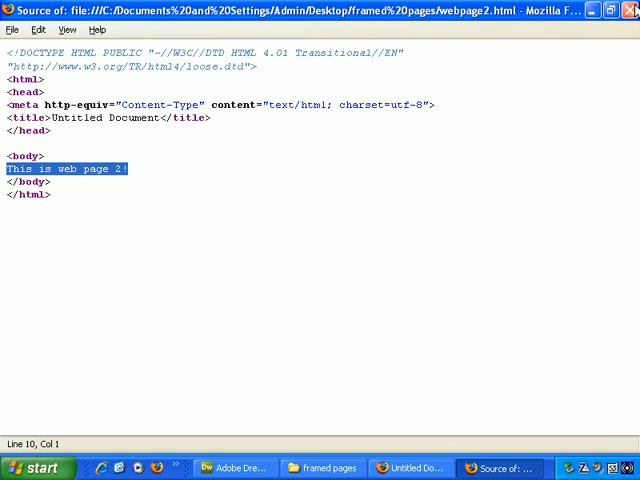 Source of: file:///C:/Documents%20and%20Settings/Admin/Desktop/framed%20pages/webpage2.html - Mozilla F...
File Edit View Help
<!DOCTYPE HTML PUBLIC "-//W3C//DTD HTML 4.01 Transitional//EN"
"http://www.w3.org/TR/html4/loose.dtd">
<html>
<head>
<meta http-equiv="Content-Type" content="text/html; charset=utf-8">
<title>Untitled Document</title>
</head>
<body>
This is web page 2!
</body>
</html>
Line 10, Col 1
start Dw Adobe Dre... framed pages Untitled Do... Source of: ...